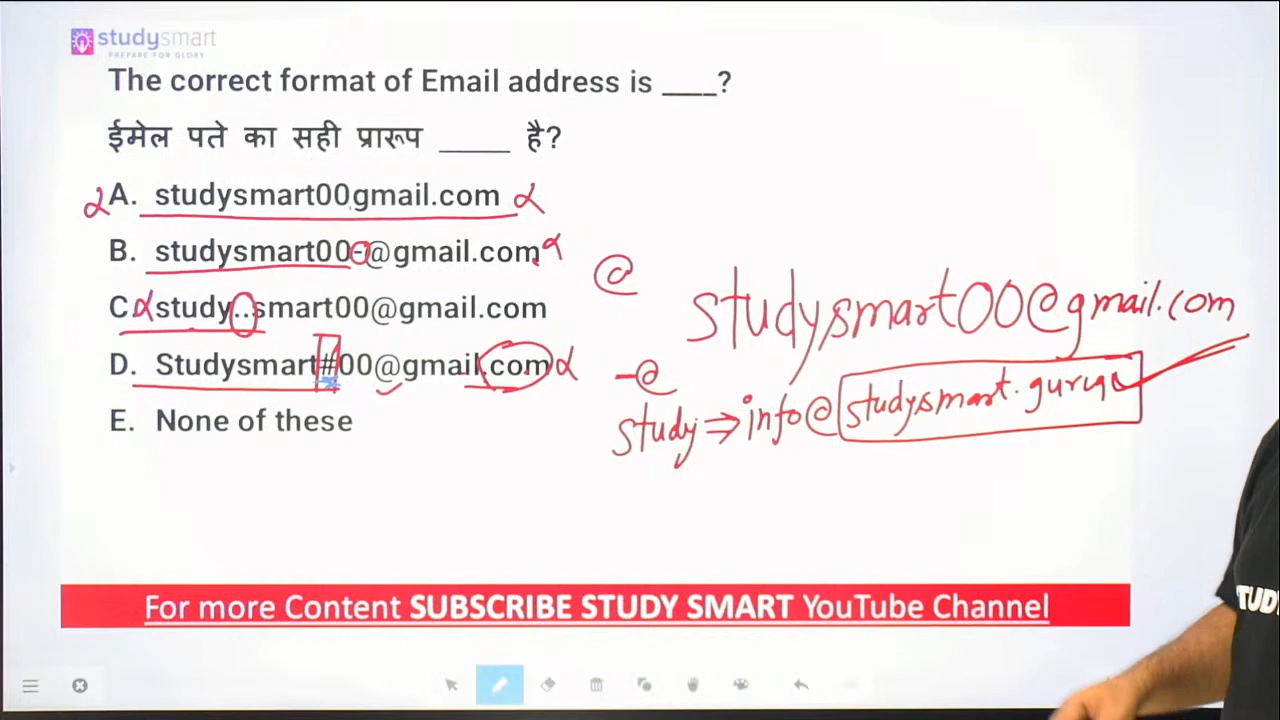 studysmart
PREPARE FOR GLORY
The correct format of Email address is ____?
ईमेल पते का सही प्रारूप _____ है?
A. studysmart00gmail.com
B. studysmart00-@gmail.com
C. study..smart00@gmail.com
D. Studysmart#00@gmail.com
E. None of these
@
studysmart00@gmail.com
-@
study ⇒ info@studysmart.guru
For more Content SUBSCRIBE STUDY SMART YouTube Channel
STUD